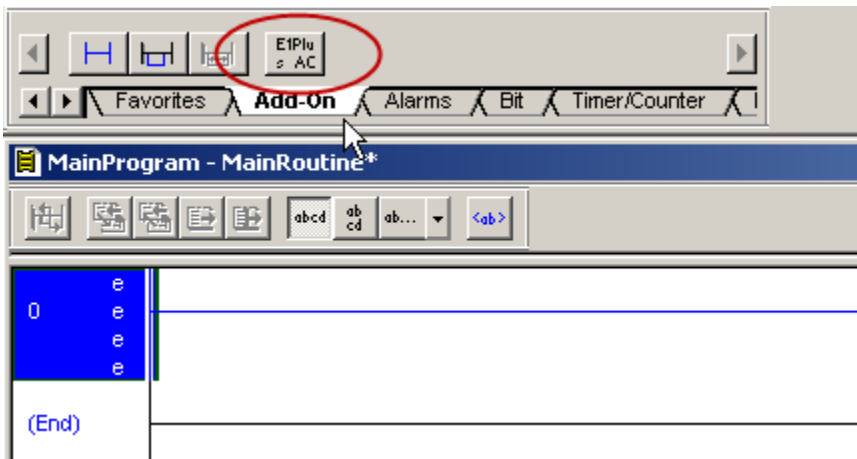 E1Plu
s AC
Favorites Add-On Alarms Bit Timer/Counter
MainProgram - MainRoutine*
abcd ab cd ab... <ab>
e
0 e
e
e
(End)